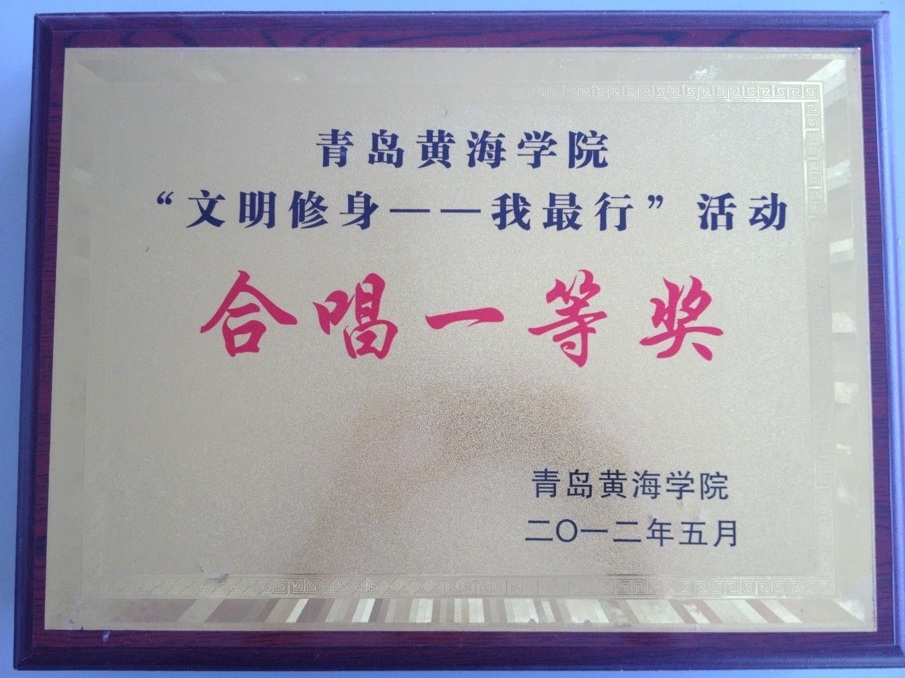 青岛黄海学院
“文明修身——我最行”活动
合唱一等奖
青岛黄海学院
二〇一二年五月